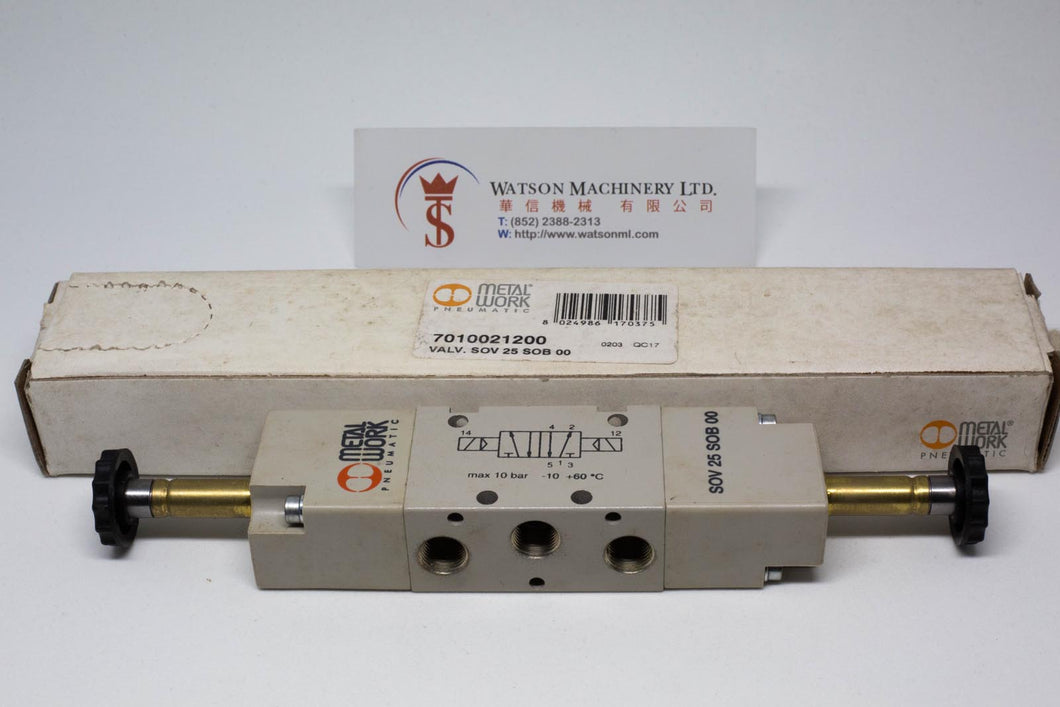 WATSON MACHINERY LTD.
華信機械 有限公司
T: (852) 2388-2313
W: http://www.watsonml.com
METAL
WORK®
PNEUMATIC
8 024986 170375
7010021200
0203 QC17
VALV. SOV 25 SOB 00
METAL®
WORK
PNEUMATIC
METAL
WORK
PNEUMATIC
14 4 2 12
5 1 3
max 10 bar -10 +60 °C
SOV 25 SOB 00